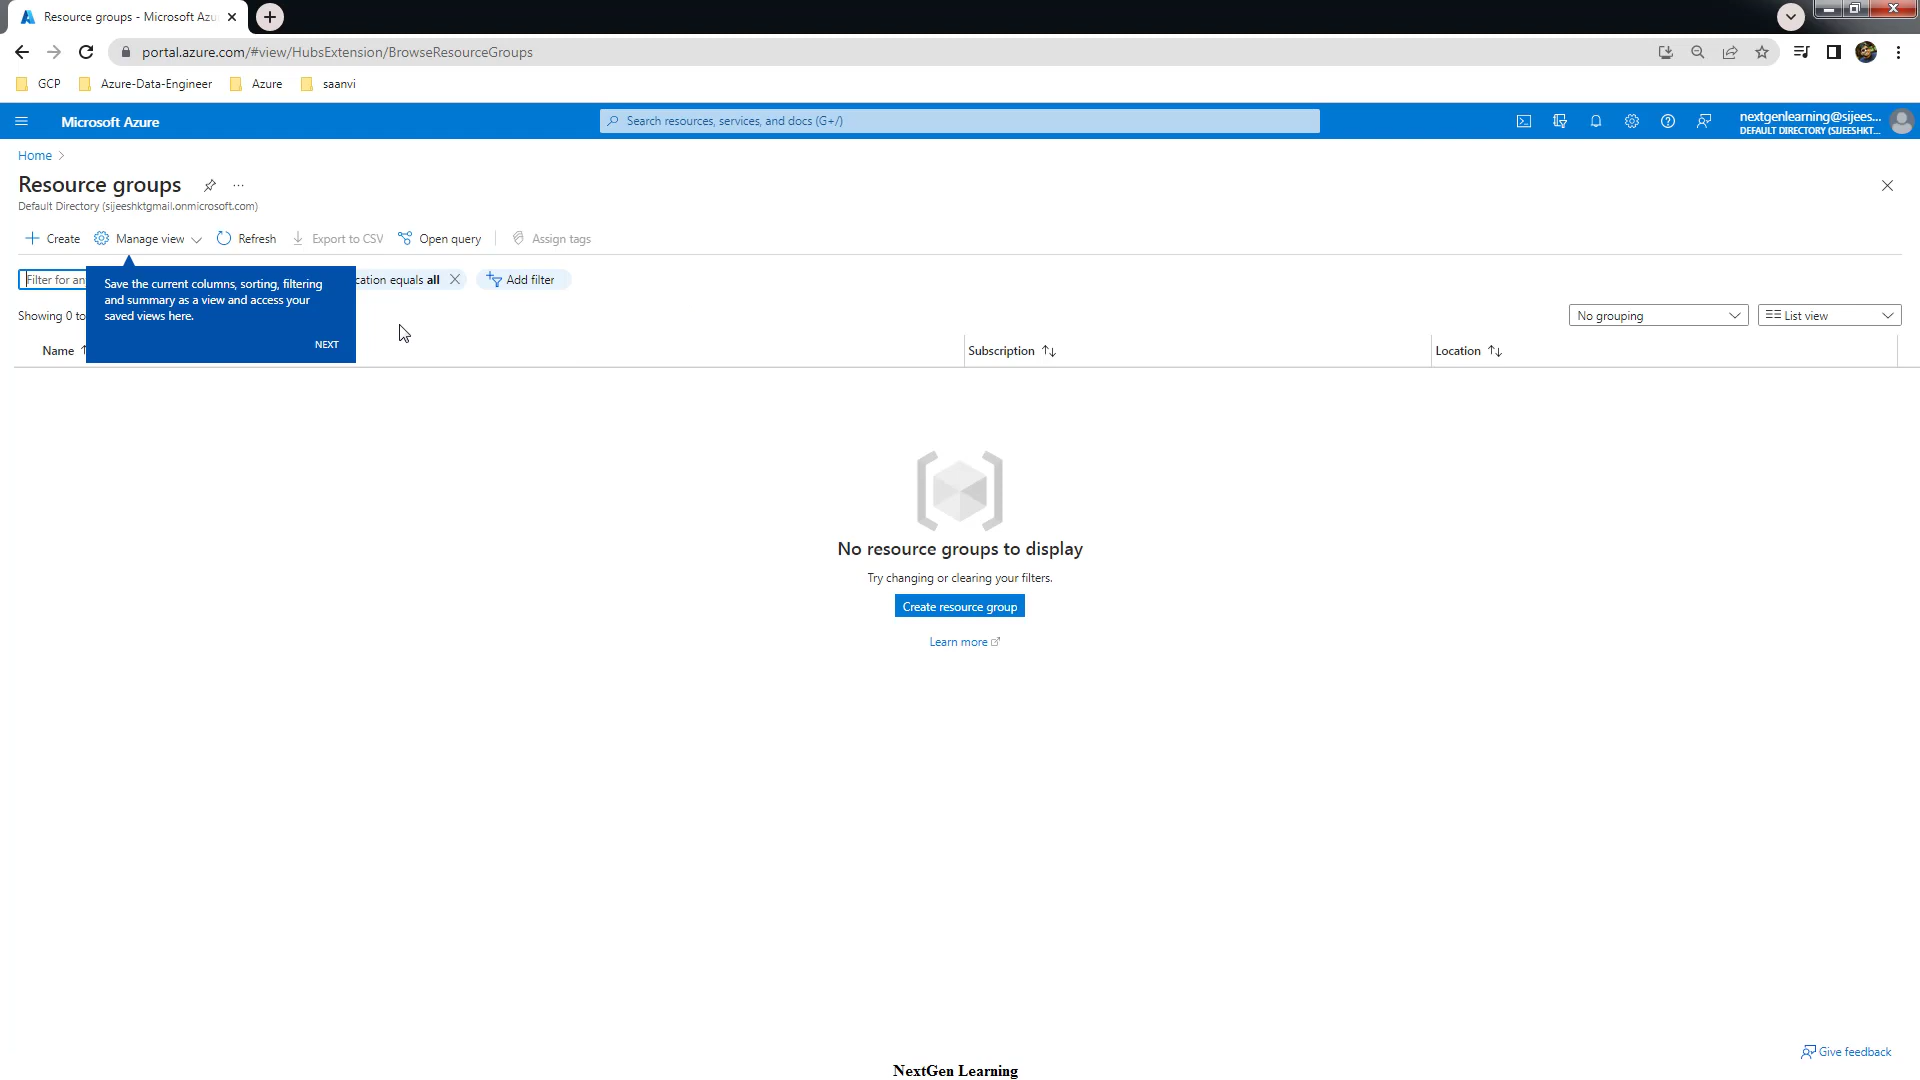 Resource groups - Microsoft Azu
portal.azure.com/#view/HubsExtension/BrowseResourceGroups
GCP Azure-Data-Engineer Azure saanvi
Microsoft Azure Search resources, services, and docs (G+/) nextgenlearning@sijees...
DEFAULT DIRECTORY (SIJEESHKT...
Home
Resource groups ...
Default Directory (sijeeshktgmail.onmicrosoft.com)
Create Manage view Refresh Export to CSV Open query Assign tags
Filter for an cation equals all Add filter
Save the current columns, sorting, filtering
and summary as a view and access your
saved views here.
NEXT
Showing 0 to No grouping List view
Name Subscription Location
No resource groups to display
Try changing or clearing your filters.
Create resource group
Learn more
Give feedback
NextGen Learning